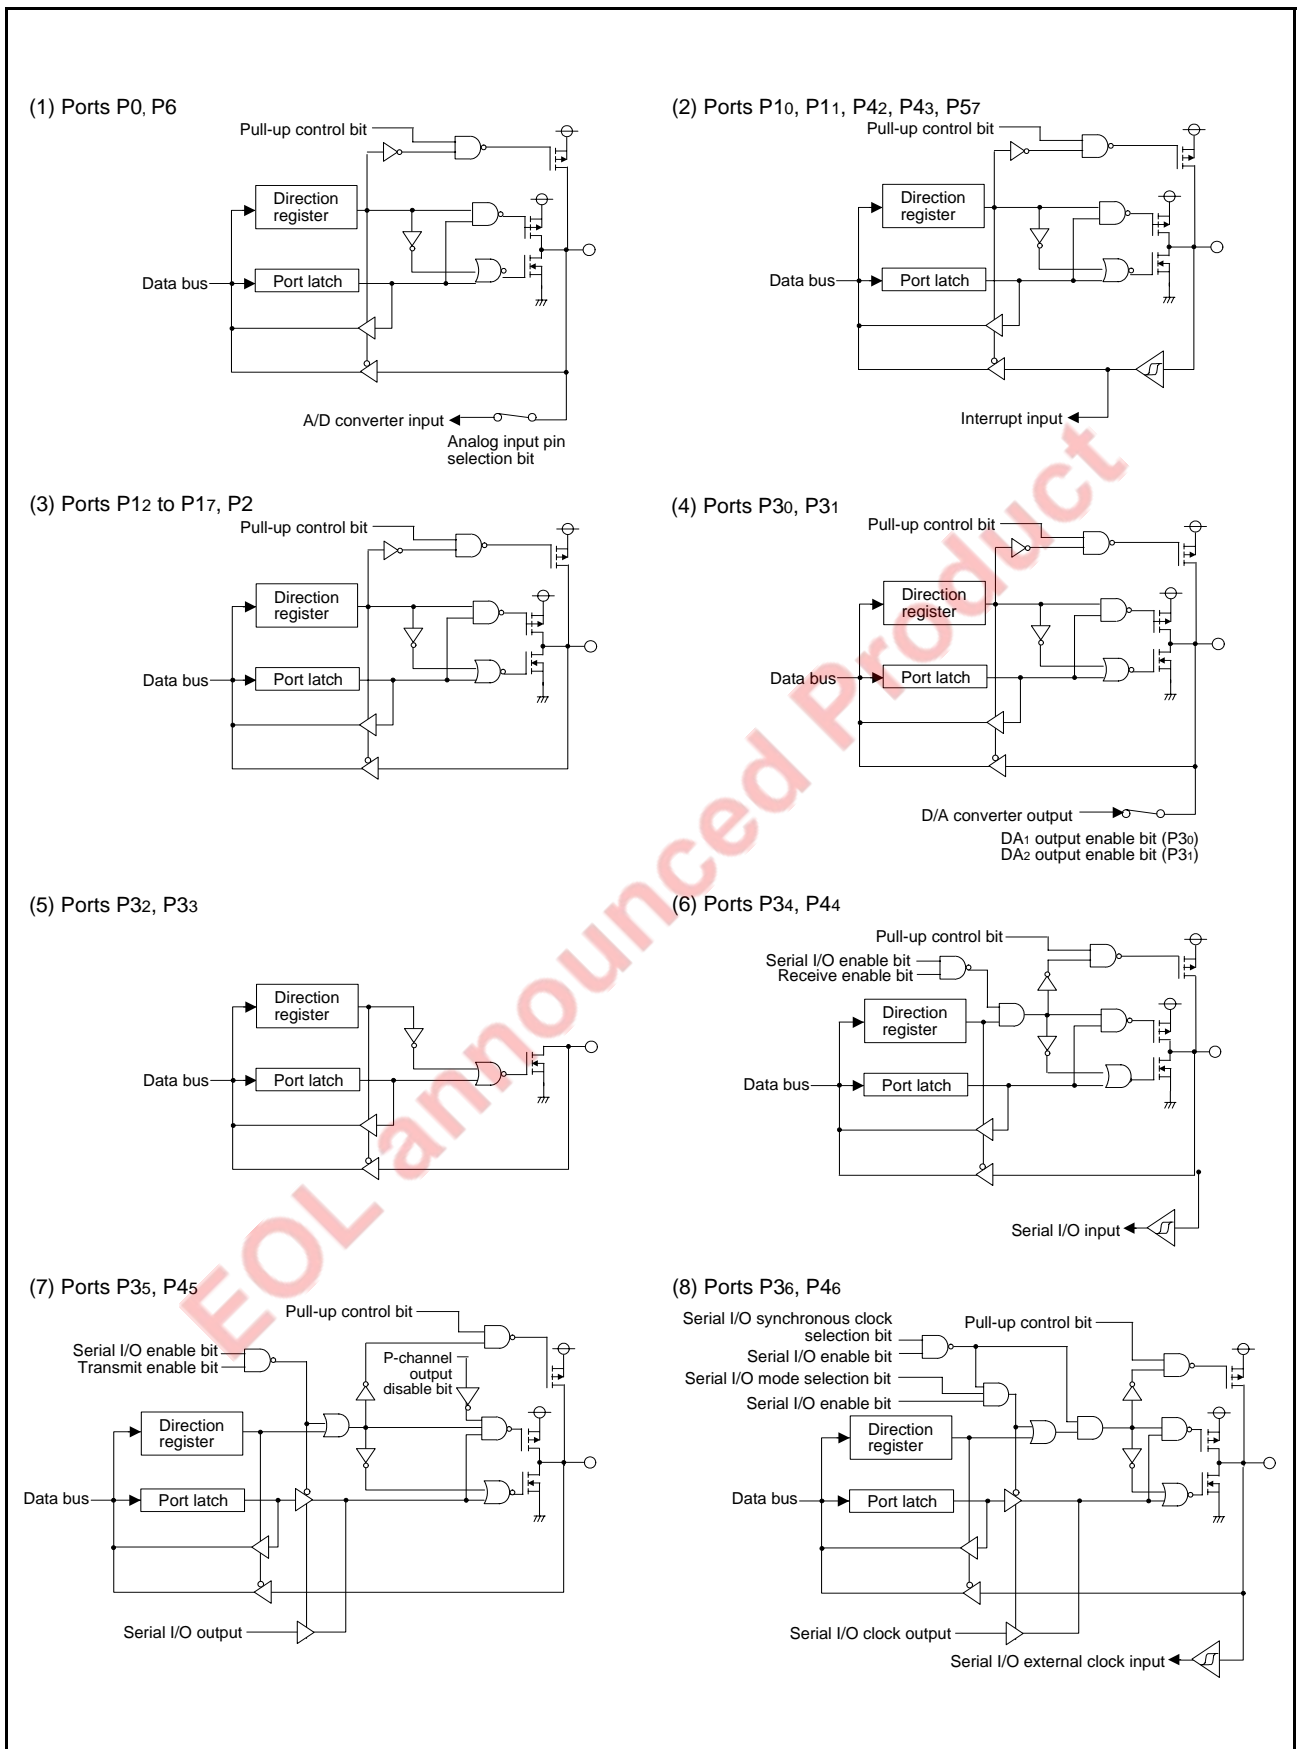 (1) Ports P0, P6
Pull-up control bit
Direction
register
Data bus
Port latch
A/D converter input
Analog input pin
selection bit
(2) Ports P10, P11, P42, P43, P57
Pull-up control bit
Direction
register
Data bus
Port latch
Interrupt input
(3) Ports P12 to P17, P2
Pull-up control bit
Direction
register
Data bus
Port latch
(4) Ports P30, P31
Pull-up control bit
Direction
register
Data bus
Port latch
D/A converter output
DA1 output enable bit (P30)
DA2 output enable bit (P31)
(5) Ports P32, P33
Direction
register
Data bus
Port latch
(6) Ports P34, P44
Pull-up control bit
Serial I/O enable bit
Receive enable bit
Direction
register
Data bus
Port latch
Serial I/O input
(7) Ports P35, P45
Pull-up control bit
Serial I/O enable bit
Transmit enable bit
P-channel
output
disable bit
Direction
register
Data bus
Port latch
Serial I/O output
(8) Ports P36, P46
Serial I/O synchronous clock
selection bit
Serial I/O enable bit
Pull-up control bit
Serial I/O mode selection bit
Serial I/O enable bit
Direction
register
Data bus
Port latch
Serial I/O clock output
Serial I/O external clock input
EOL announced Product